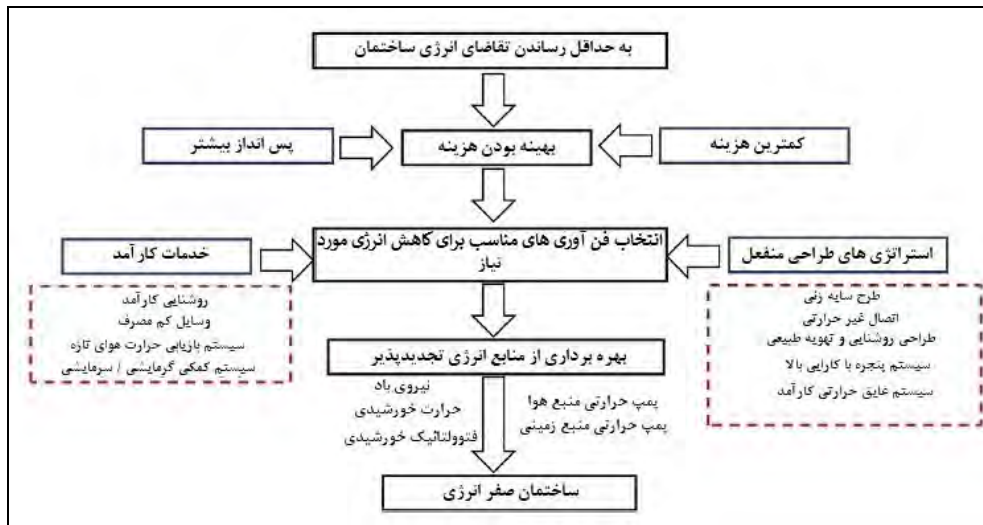 به حداقل رساندن تقاضای انرژی ساختمان
کمترین هزینه
بهینه بودن هزینه
پس انداز بیشتر
استراتژی های طراحی منفعل
انتخاب فن آوری های مناسب برای کاهش انرژی مورد
نیاز
خدمات کارآمد
طرح سایه زنی
اتصال غیر حرارتی
طراحی روشنایی و تهویه طبیعی
سیستم پنجره با کارایی بالا
سیستم عایق حرارتی کارآمد
روشنایی کارآمد
وسایل کم مصرف
سیستم بازیابی حرارت هوای تازه
سیستم کمکی گرمایشی / سرمایشی
بهره برداری از منابع انرژی تجدیدپذیر
پمپ حرارتی منبع هوا
پمپ حرارتی منبع زمینی
نیروی باد
حرارت خورشیدی
فتوولتائیک خورشیدی
ساختمان صفر انرژی